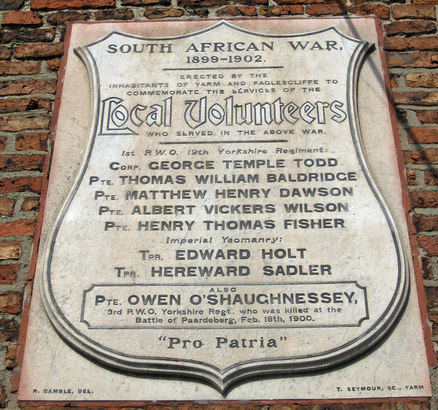 SOUTH AFRICAN WAR,
1899-1902.
ERECTED BY THE
INHABITANTS OF YARM AND EAGLESCLIFFE TO
COMMEMORATE THE SERVICES OF THE
Local Volunteers
WHO SERVED IN THE ABOVE WAR.
1st P.W.O. 19th Yorkshire Regiment:
CORP. GEORGE TEMPLE TODD
PTE. THOMAS WILLIAM BALDRIDGE
PTE. MATTHEW HENRY DAWSON
PTE. ALBERT VICKERS WILSON
PTE. HENRY THOMAS FISHER
Imperial Yeomanry:
TPR. EDWARD HOLT
TPR. HEREWARD SADLER
ALSO
PTE. OWEN O'SHAUGHNESSEY,
3rd P.W.O. Yorkshire Regt. who was killed at the
Battle of Paardeberg, Feb. 18th, 1900.
"Pro Patria"
R. GAMBLE, DEL.
T. SEYMOUR, SC., YARM